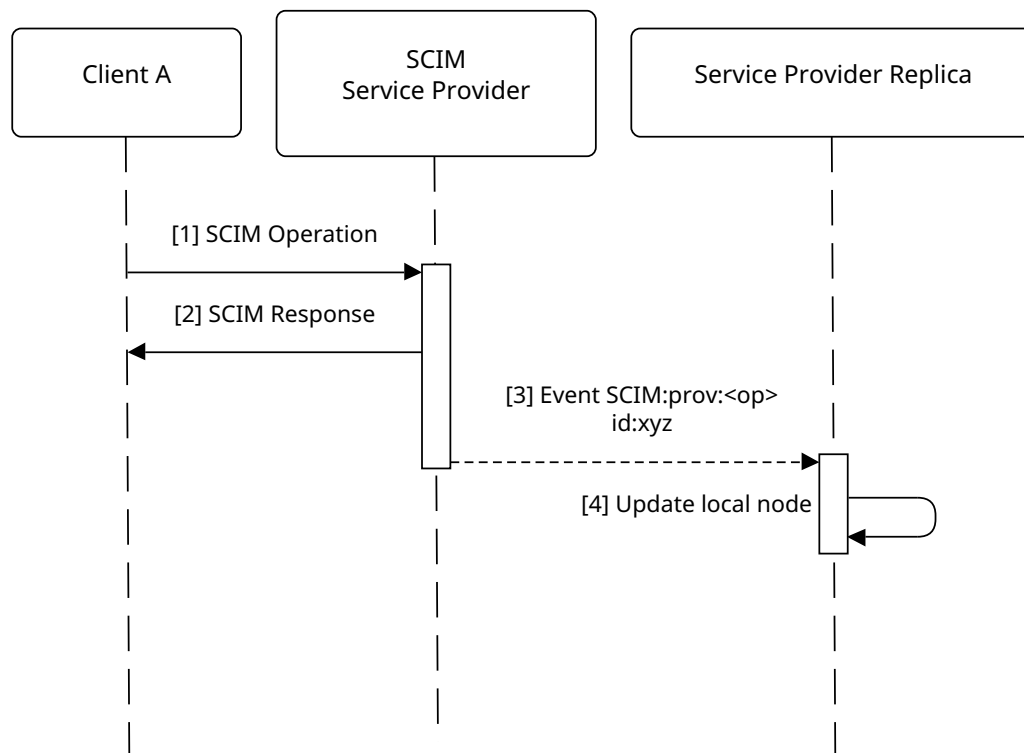 Client A
SCIM
Service Provider
Service Provider Replica
[1] SCIM Operation
[2] SCIM Response
[3] Event SCIM:prov:<op>
id:xyz
[4] Update local node